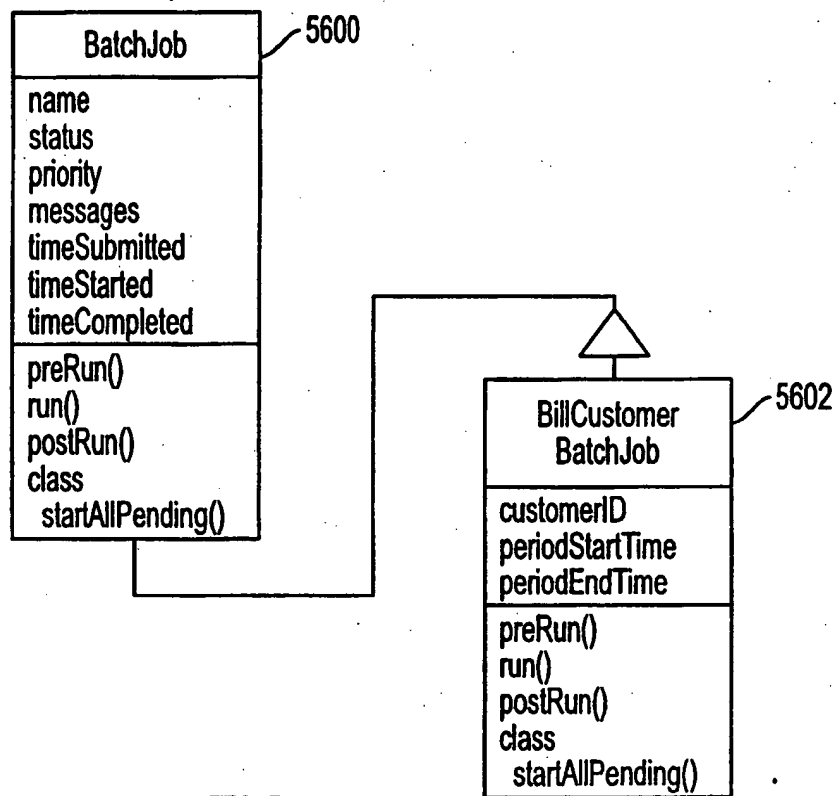 BatchJob
5600
name
status
priority
messages
timeSubmitted
timeStarted
timeCompleted
preRun()
run()
postRun()
class
startAllPending()
BillCustomer
BatchJob
5602
customerID
periodStartTime
periodEndTime
preRun()
run()
postRun()
class
startAllPending()